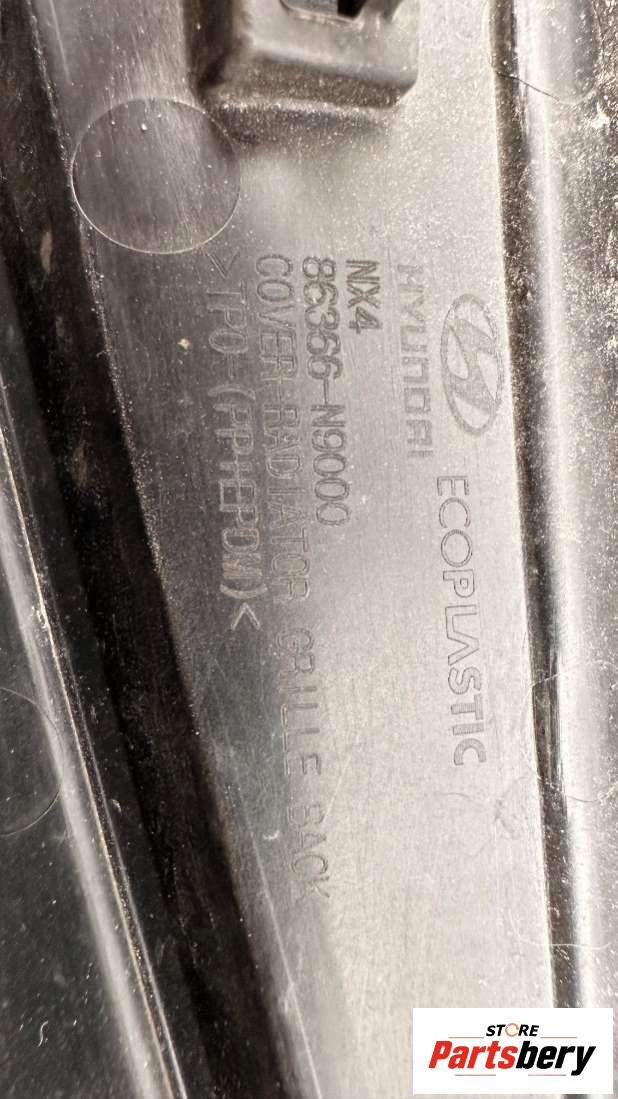 HYUNDAI ECOPLASTIC
NX4
86366-N9000
COVER-RADIATOR GRILLE BACK
>TPO-(PP+EPDM)<
STORE
Partsbery